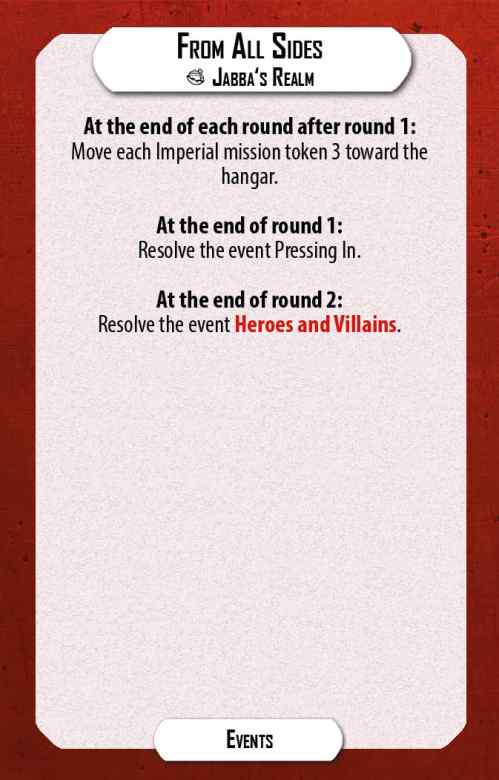 From All Sides
Jabba's Realm
At the end of each round after round 1:
Move each Imperial mission token 3 toward the
hangar.
At the end of round 1:
Resolve the event Pressing In.
At the end of round 2:
Resolve the event Heroes and Villains.
Events